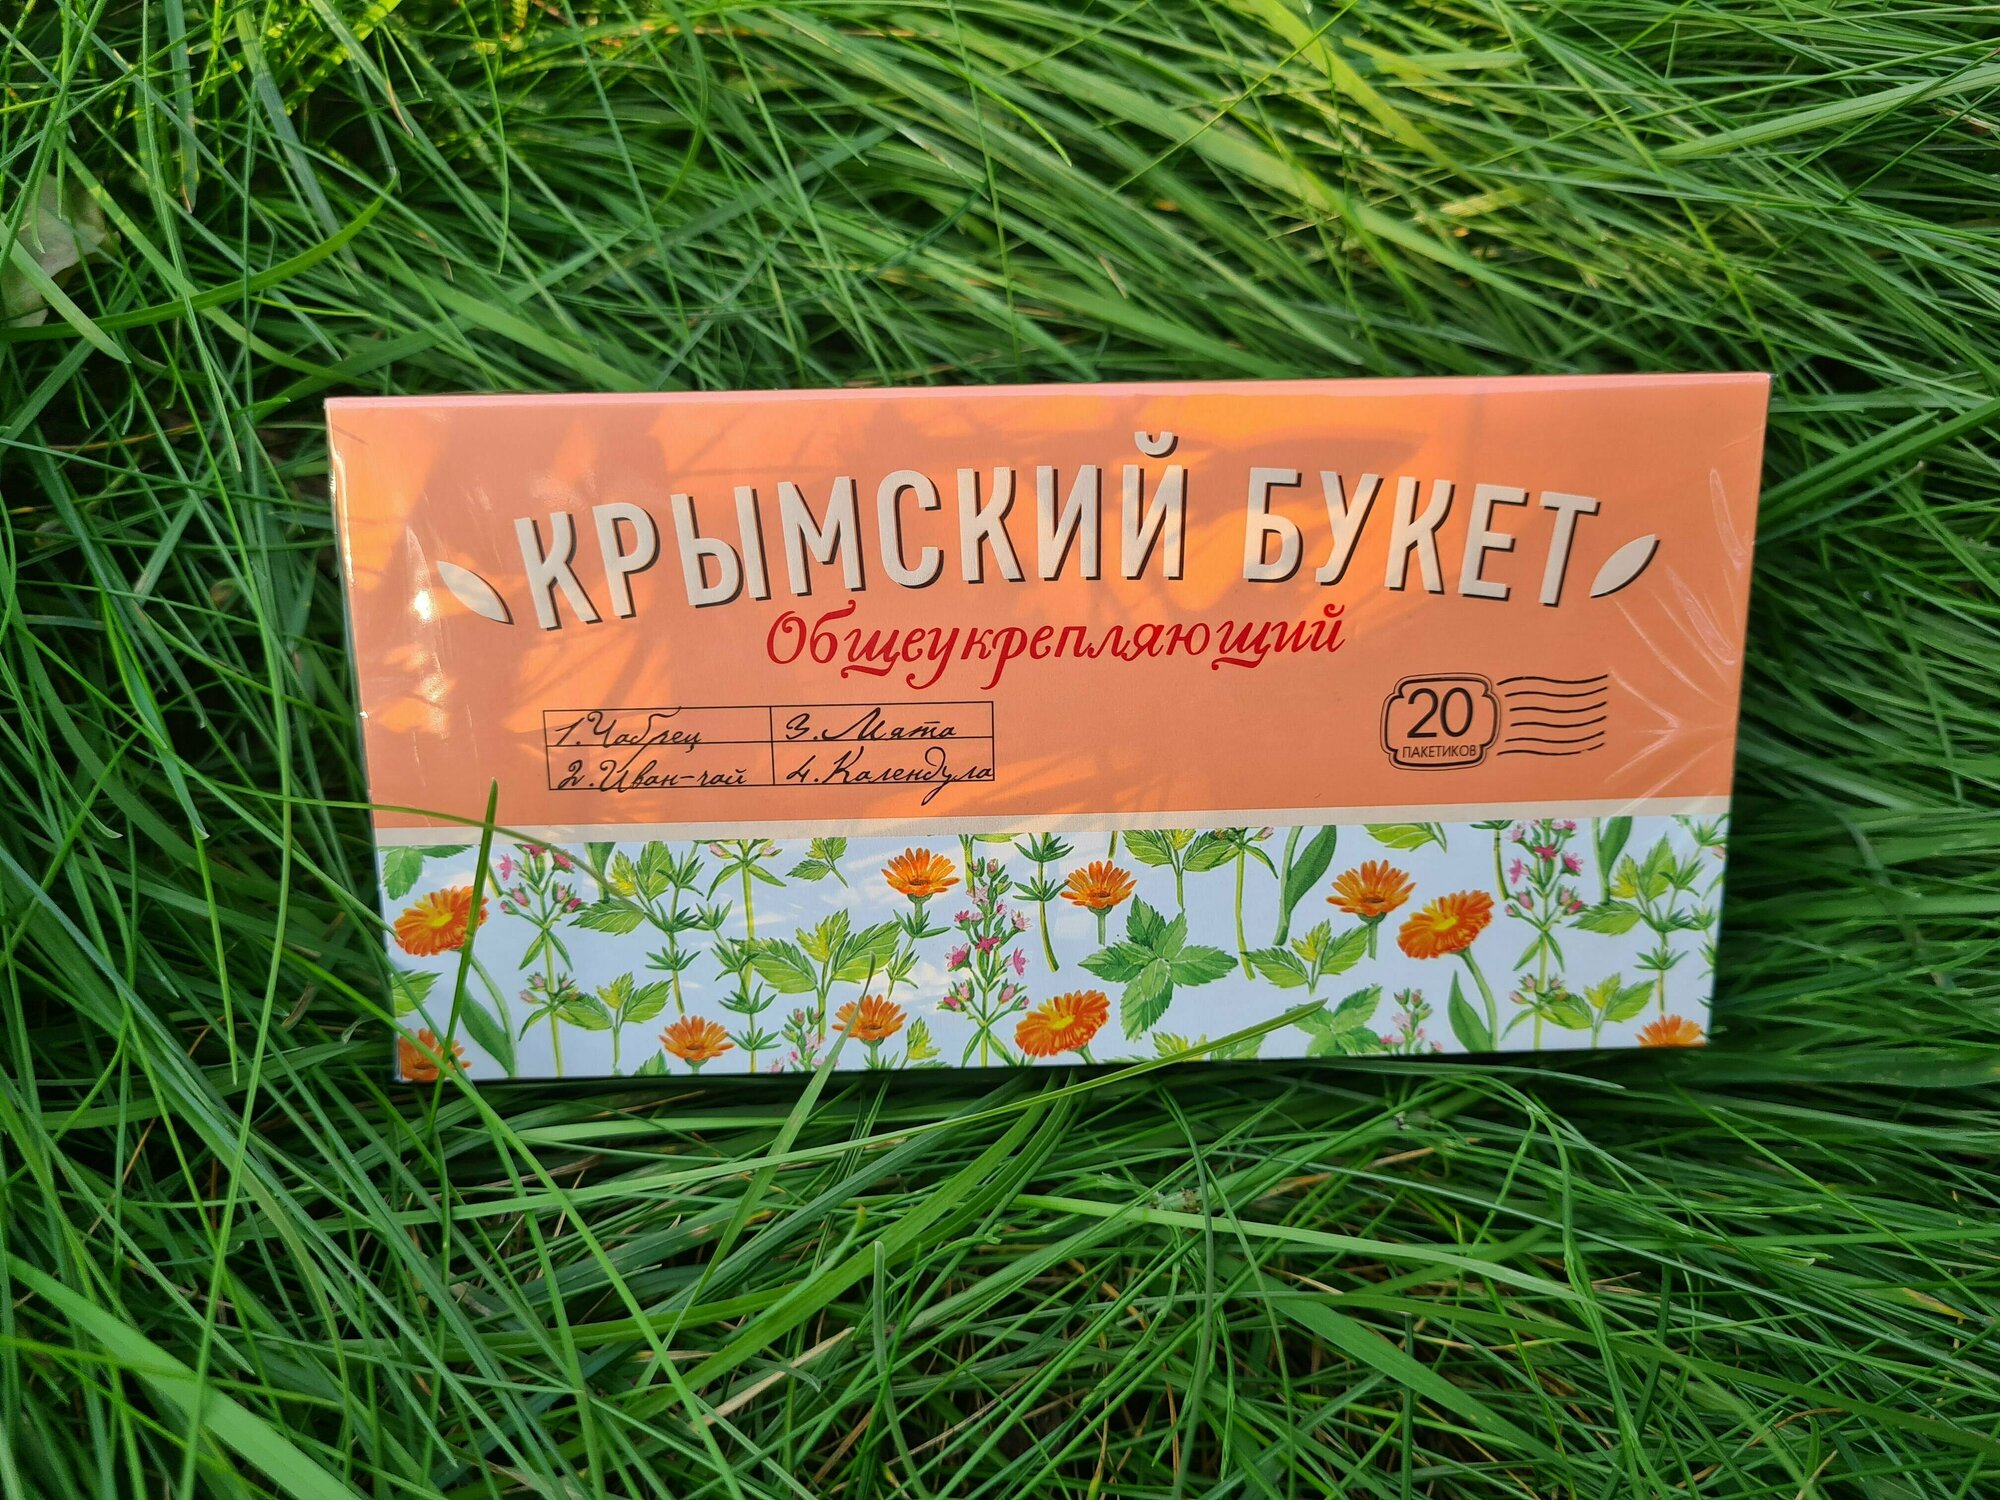 КРЫМСКИЙ БУКЕТ
Общеукрепляющий
1. Чабрец
2. Иван-чай
3. Мята
4. Календула
20
ПАКЕТИКОВ